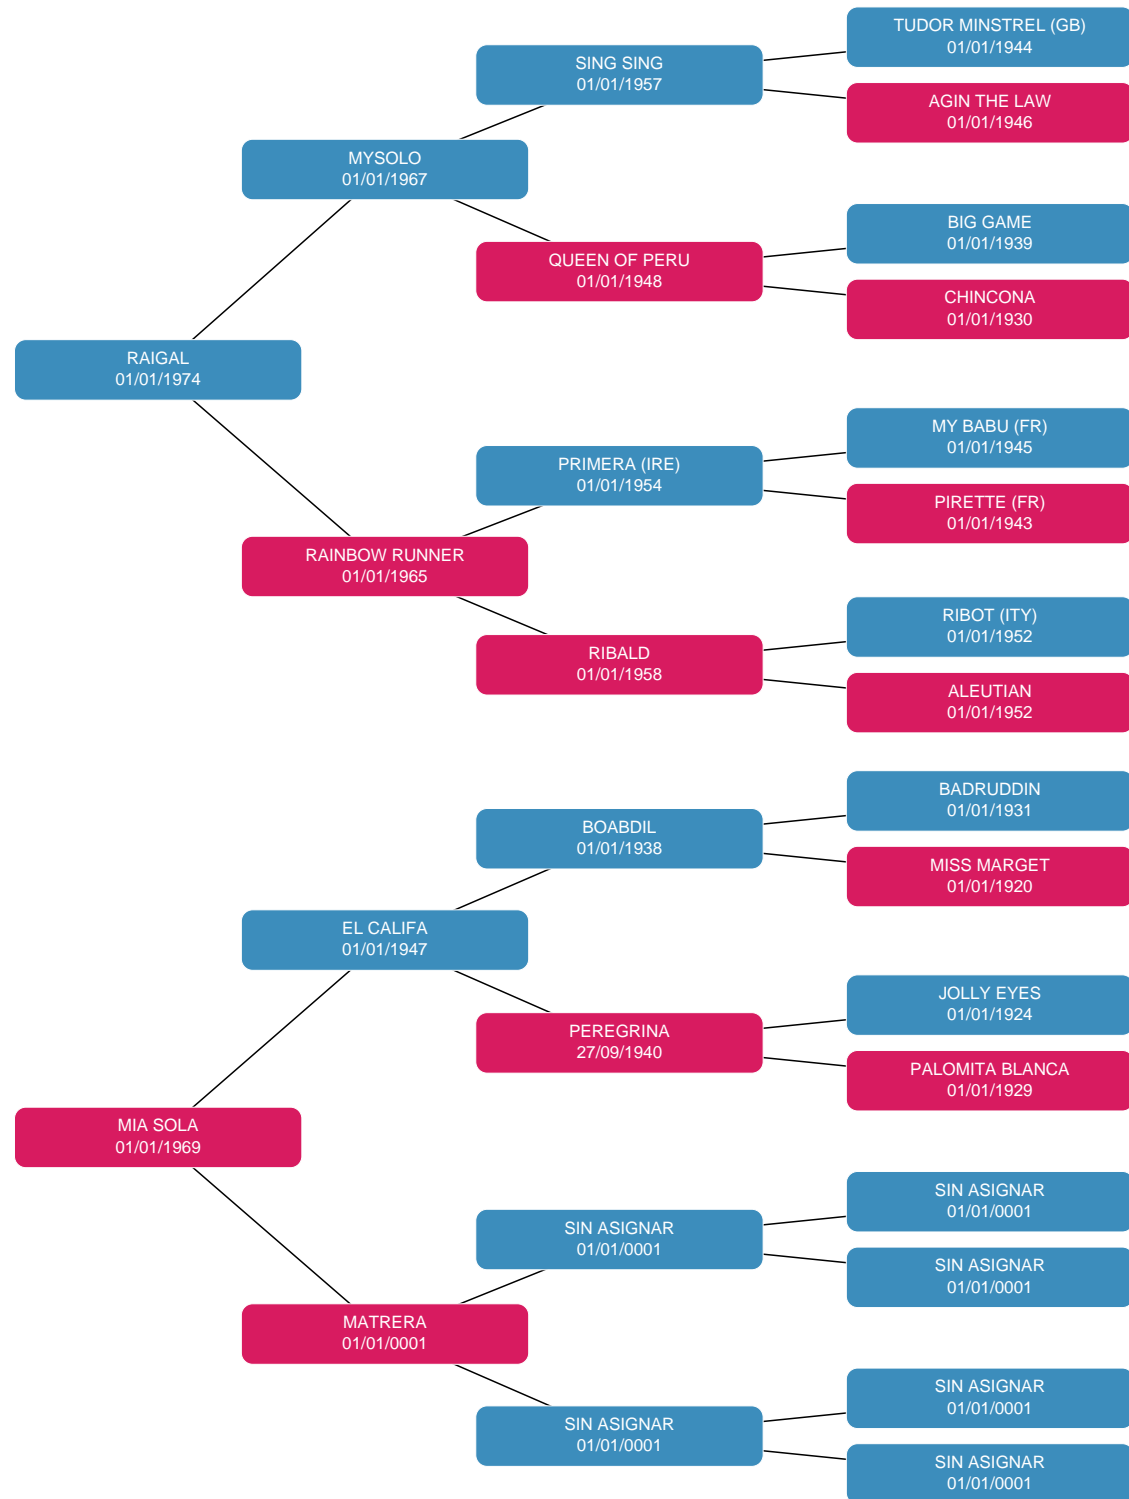 TUDOR MINSTREL (GB)
01/01/1944
SING SING
01/01/1957
AGIN THE LAW
01/01/1946
MYSOLO
01/01/1967
BIG GAME
01/01/1939
QUEEN OF PERU
01/01/1948
CHINCONA
01/01/1930
RAIGAL
01/01/1974
MY BABU (FR)
01/01/1945
PRIMERA (IRE)
01/01/1954
PIRETTE (FR)
01/01/1943
RAINBOW RUNNER
01/01/1965
RIBOT (ITY)
01/01/1952
RIBALD
01/01/1958
ALEUTIAN
01/01/1952
BADRUDDIN
01/01/1931
BOABDIL
01/01/1938
MISS MARGET
01/01/1920
EL CALIFA
01/01/1947
JOLLY EYES
01/01/1924
PEREGRINA
27/09/1940
PALOMITA BLANCA
01/01/1929
MIA SOLA
01/01/1969
SIN ASIGNAR
01/01/0001
SIN ASIGNAR
01/01/0001
SIN ASIGNAR
01/01/0001
MATRERA
01/01/0001
SIN ASIGNAR
01/01/0001
SIN ASIGNAR
01/01/0001
SIN ASIGNAR
01/01/0001